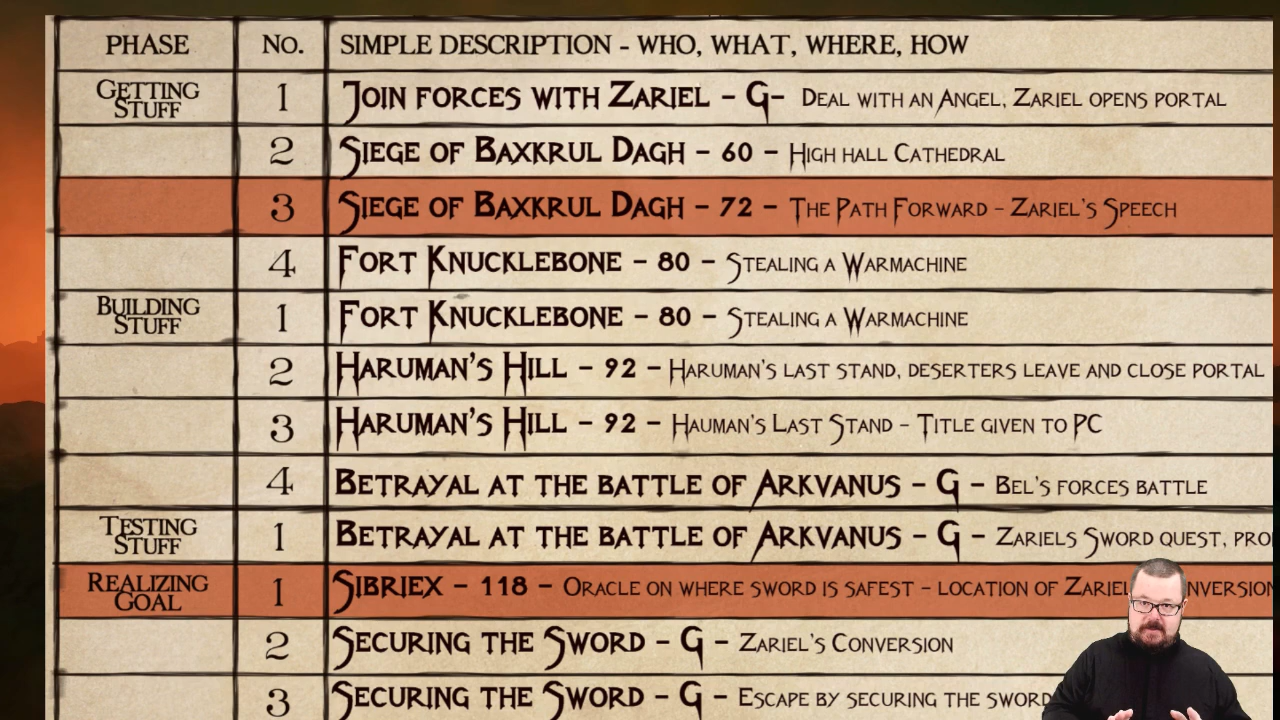 PHASE No. SIMPLE DESCRIPTION - WHO, WHAT, WHERE, HOW
GETTING STUFF 1 JOIN FORCES WITH ZARIEL - G- DEAL WITH AN ANGEL, ZARIEL OPENS PORTAL
2 SIEGE OF BAXKRUL DAGH - 60 - HIGH HALL CATHEDRAL
3 SIEGE OF BAXKRUL DAGH - 72 - THE PATH FORWARD - ZARIEL'S SPEECH
4 FORT KNUCKLEBONE - 80 - STEALING A WARMACHINE
BUILDING STUFF 1 FORT KNUCKLEBONE - 80 - STEALING A WARMACHINE
2 HARUMAN'S HILL - 92 - HARUMAN'S LAST STAND, DESERTERS LEAVE AND CLOSE PORTAL
3 HARUMAN'S HILL - 92 - HAUMAN'S LAST STAND - TITLE GIVEN TO PC
4 BETRAYAL AT THE BATTLE OF ARKVANUS - G - BEL'S FORCES BATTLE
TESTING STUFF 1 BETRAYAL AT THE BATTLE OF ARKVANUS - G - ZARIELS SWORD QUEST,
REALIZING GOAL 1 SIBRIEX - 118 - ORACLE ON WHERE SWORD IS SAFEST - LOCATION OF
2 SECURING THE SWORD - G - ZARIEL'S CONVERSION
3 SECURING THE SWORD - G - ESCAPE BY SECURING THE SWORD